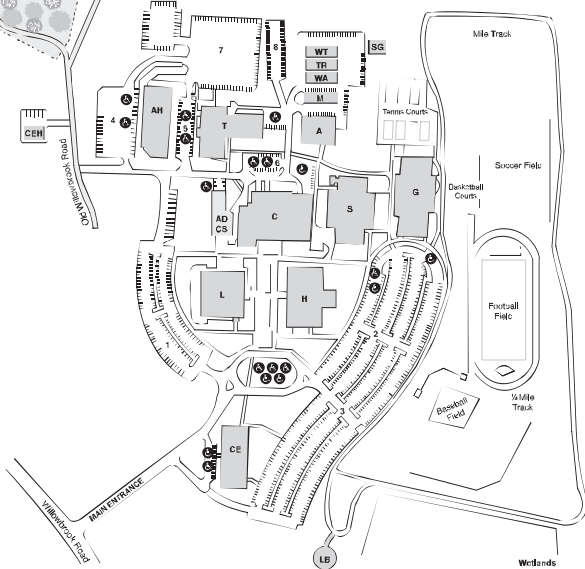 Mile Track
7
8
WT
TR
WA
M
SG
Tennis Courts
4
AH
5
T
A
CEH
Old Willowbrook Road
6
Soccer Field
Basketball
Courts
G
AD
CS
C
S
L
H
Football
Field
1
2
3
¼ Mile
Track
Baseball
Field
CE
MAIN ENTRANCE
Willowbrook Road
LB
Wetlands